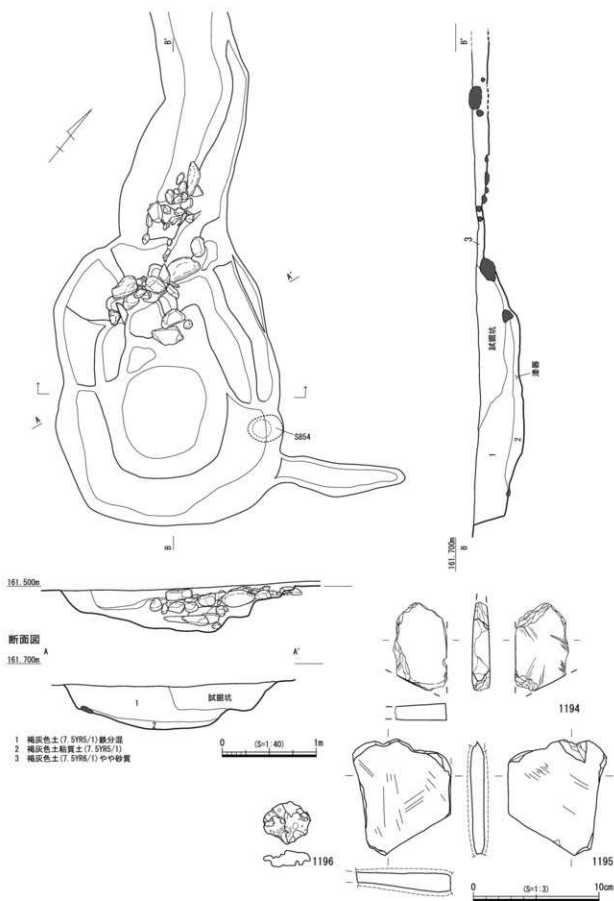 B'
B'
A'
3
試掘坑
漆器
A
S854
1
2
B
161.700m
B
161.500m
断面図
A
A'
161.700m
1
試掘坑
2
1 褐灰色土(7.5YR5/1)鉄分混
2 褐灰色土粘質土(7.5YR5/1)
3 褐灰色土(7.5YR6/1)やや砂質
0 (S=1:40) 1m
1194
1195
1196
0 (S=1:3) 10cm